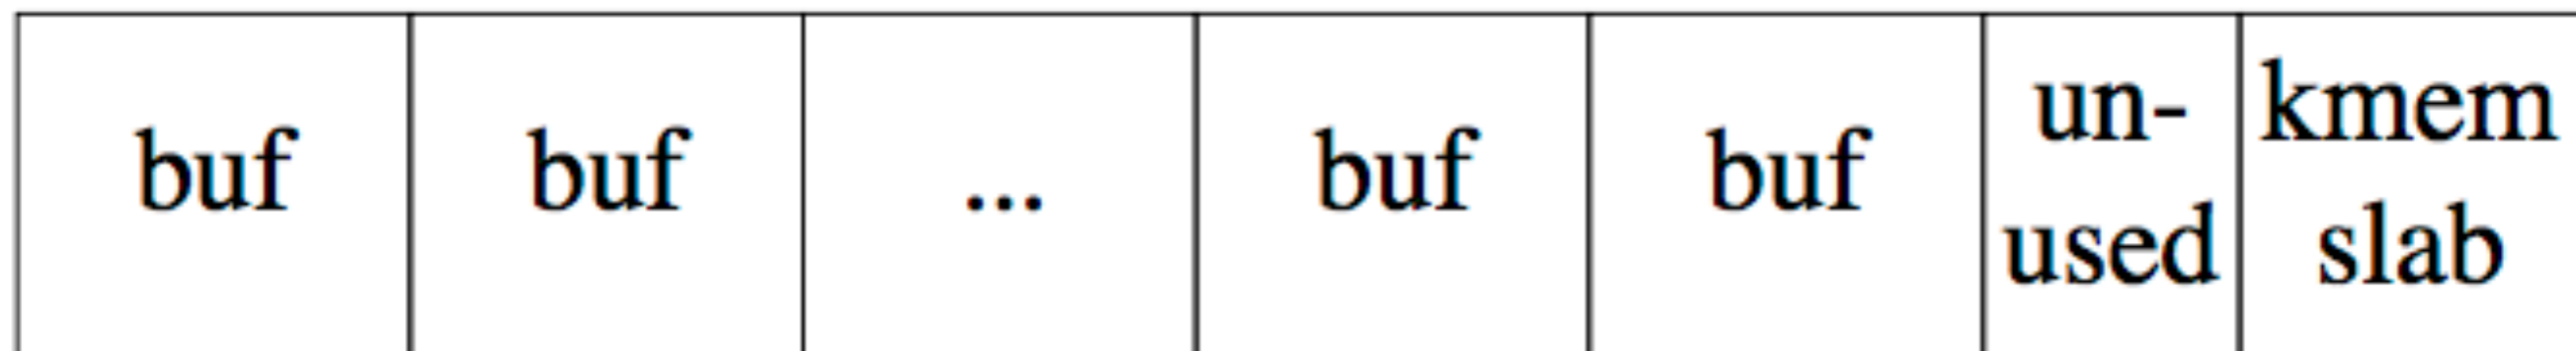 buf
buf
...
buf
buf
un-
used
kmem
slab